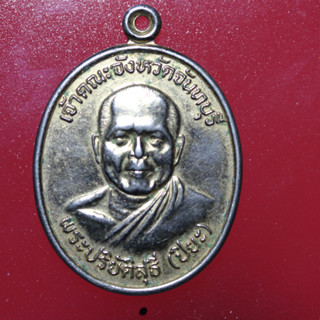 เจ้าคณะจังหวัดจันทบุรี
พระปริยัติสุธี (ปิยะ)